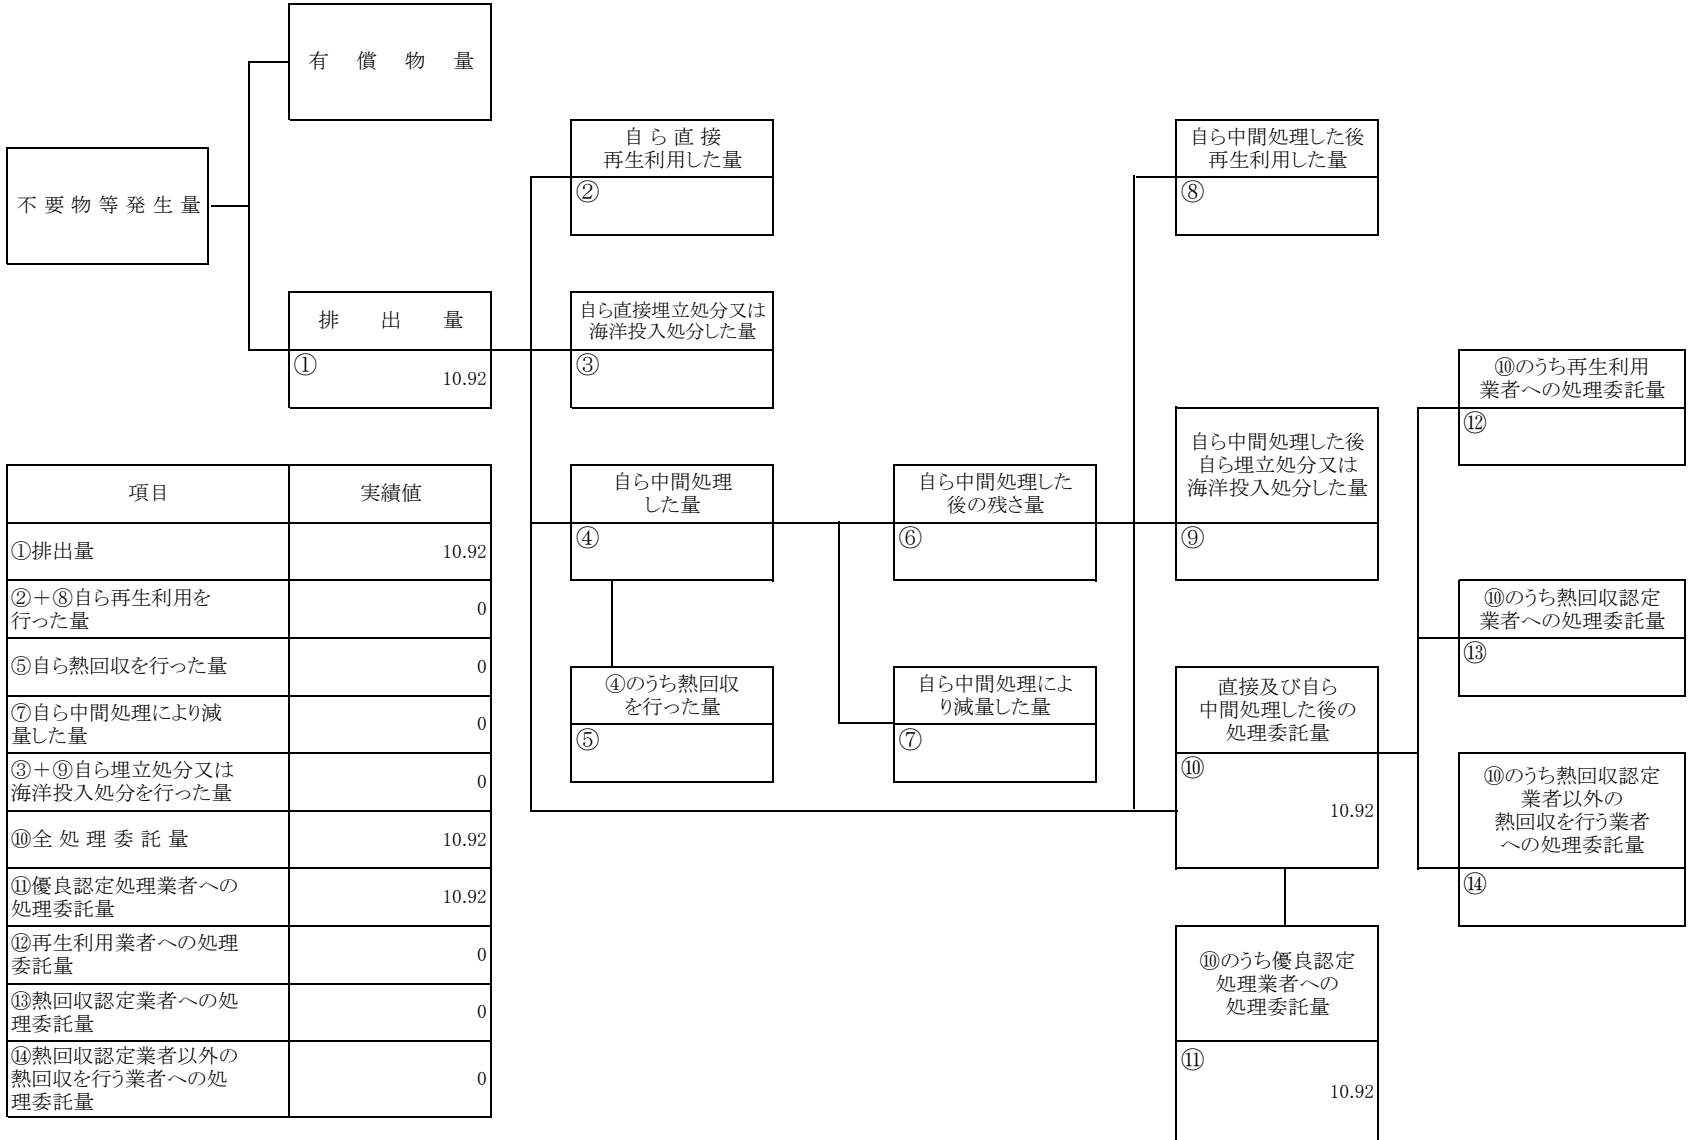 有償物量
不要物等発生量
排出量
①
10.92
自ら直接
再生利用した量
②
自ら直接埋立処分又は
海洋投入処分した量
③
自ら中間処理
した量
④
④のうち熱回収
を行った量
⑤
自ら中間処理した
後の残さ量
⑥
自ら中間処理によ
り減量した量
⑦
自ら中間処理した後
再生利用した量
⑧
自ら中間処理した後
自ら埋立処分又は
海洋投入処分した量
⑨
直接及び自ら
中間処理した後の
処理委託量
⑩
10.92
⑩のうち優良認定
処理業者への
処理委託量
⑪
10.92
⑩のうち再生利用
業者への処理委託量
⑫
⑩のうち熱回収認定
業者への処理委託量
⑬
⑩のうち熱回収認定
業者以外の
熱回収を行う業者
への処理委託量
⑭
項目 実績値
①排出量 10.92
②＋⑧自ら再生利用を
行った量 0
⑤自ら熱回収を行った量 0
⑦自ら中間処理により減
量した量 0
③＋⑨自ら埋立処分又は
海洋投入処分を行った量 0
⑩全処理委託量 10.92
⑪優良認定処理業者への
処理委託量 10.92
⑫再生利用業者への処理
委託量 0
⑬熱回収認定業者への処
理委託量 0
⑭熱回収認定業者以外の
熱回収を行う業者への処 0
理委託量